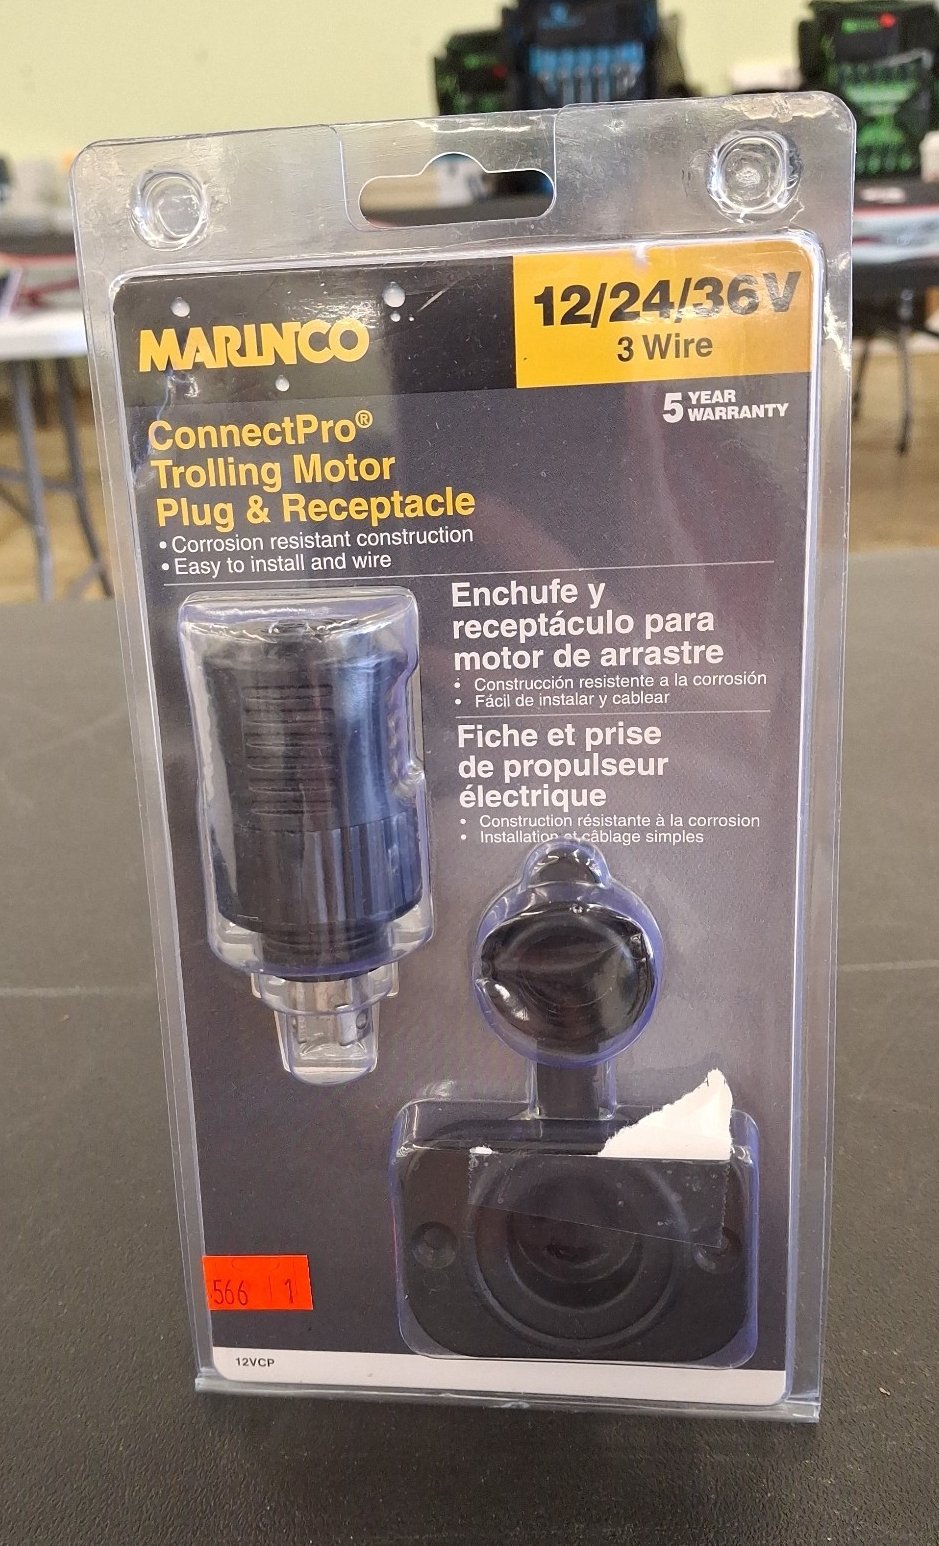 MARINCO
12/24/36V
3 Wire
5 YEAR WARRANTY
ConnectPro®
Trolling Motor
Plug & Receptacle
• Corrosion resistant construction
• Easy to install and wire
Enchufe y
receptáculo para
motor de arrastre
• Construcción resistente a la corrosión
• Fácil de instalar y cablear
Fiche et prise
de propulseur
électrique
• Construction résistante à la corrosion
• Installation et câblage simples
566 1
12VCP